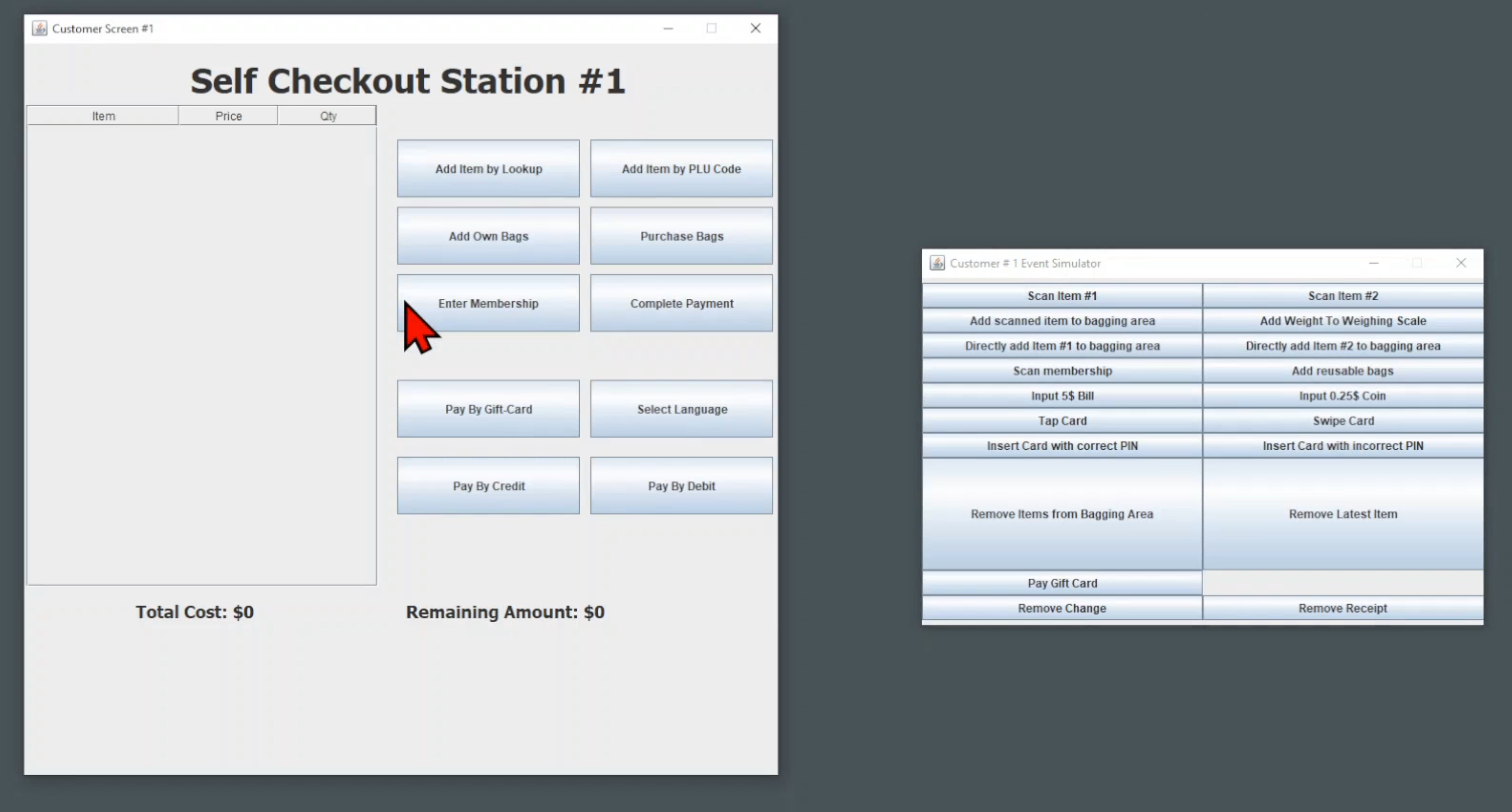 Customer Screen #1
Self Checkout Station #1
Item Price Qty
Add Item by Lookup Add Item by PLU Code
Add Own Bags Purchase Bags
Enter Membership Complete Payment
Pay By Gift-Card Select Language
Pay By Credit Pay By Debit
Total Cost: $0 Remaining Amount: $0
Customer # 1 Event Simulator
Scan Item #1 Scan Item #2
Add scanned item to bagging area Add Weight To Weighing Scale
Directly add Item #1 to bagging area Directly add Item #2 to bagging area
Scan membership Add reusable bags
Input 5$ Bill Input 0.25$ Coin
Tap Card Swipe Card
Insert Card with correct PIN Insert Card with incorrect PIN
Remove Items from Bagging Area Remove Latest Item
Pay Gift Card
Remove Change Remove Receipt